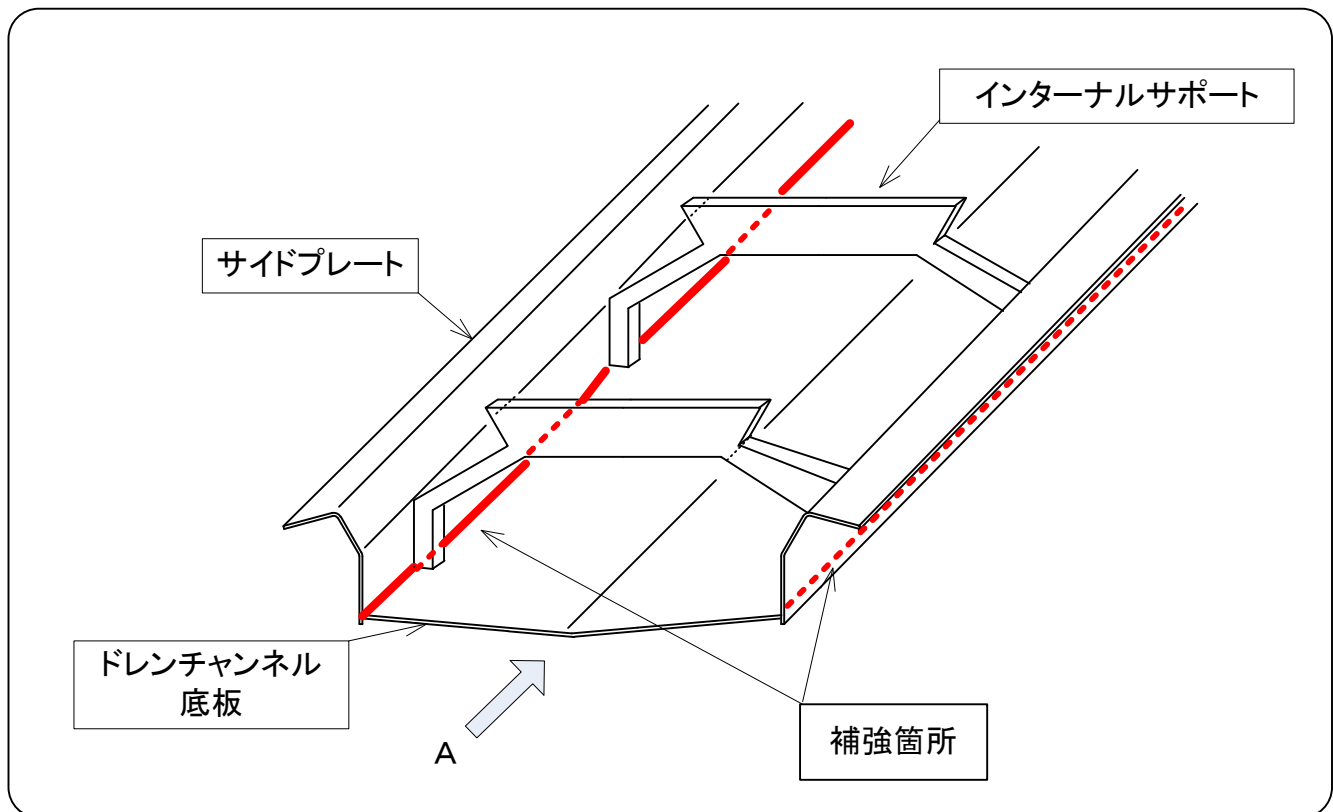 インターナルサポート
サイドプレート
ドレンチャンネル
底板
A
補強箇所